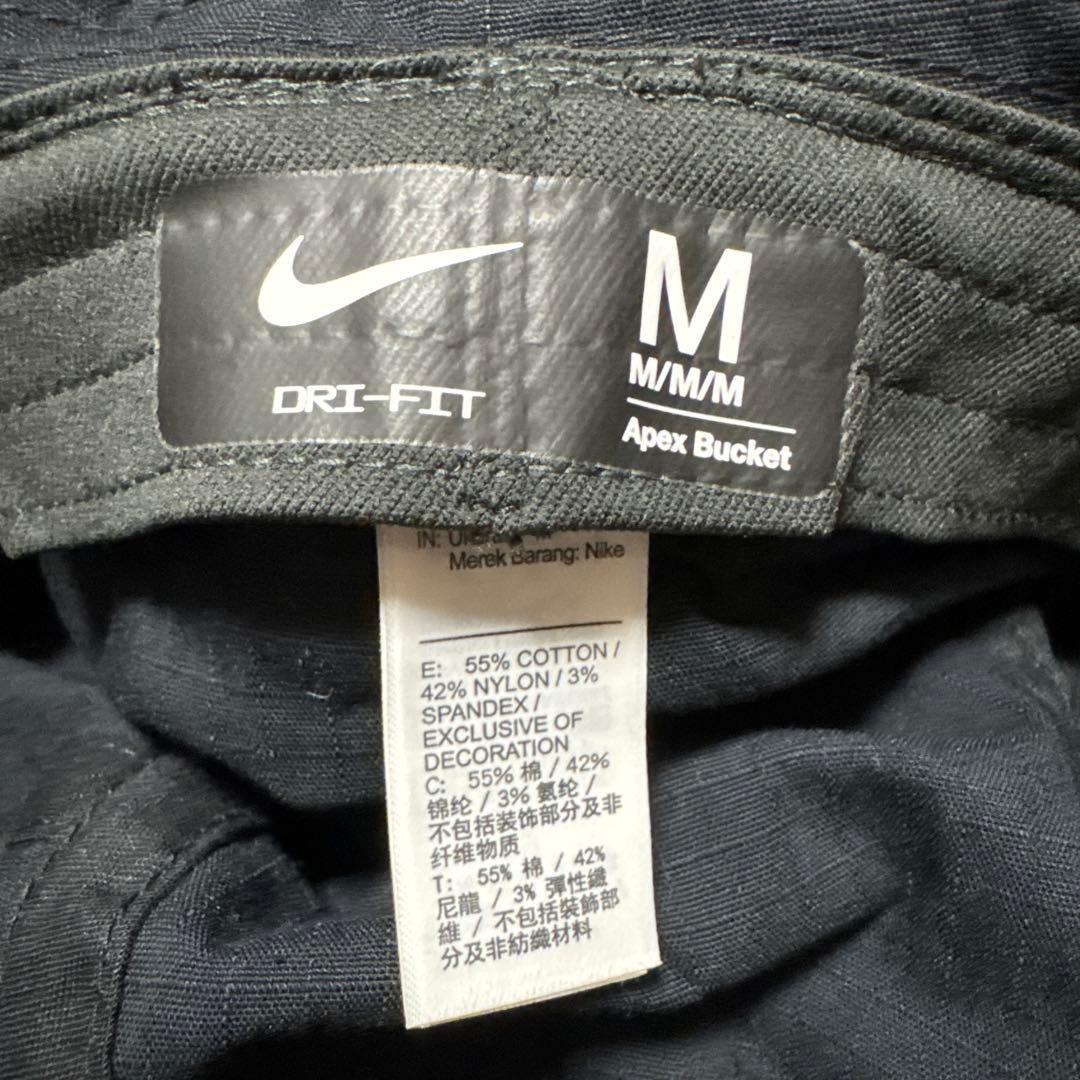 M
M/M/M
DRI-FIT
Apex Bucket
IN:
Merek Barang: Nike
E: 55% COTTON /
42% NYLON / 3%
SPANDEX /
EXCLUSIVE OF
DECORATION
C: 55% 棉 / 42%
锦纶 / 3% 氨纶 /
不包括装饰部分及非
纤维物质
T: 55% 棉 / 42%
尼龍 / 3% 彈性纖
維 / 不包括裝飾部
分及非紡織材料